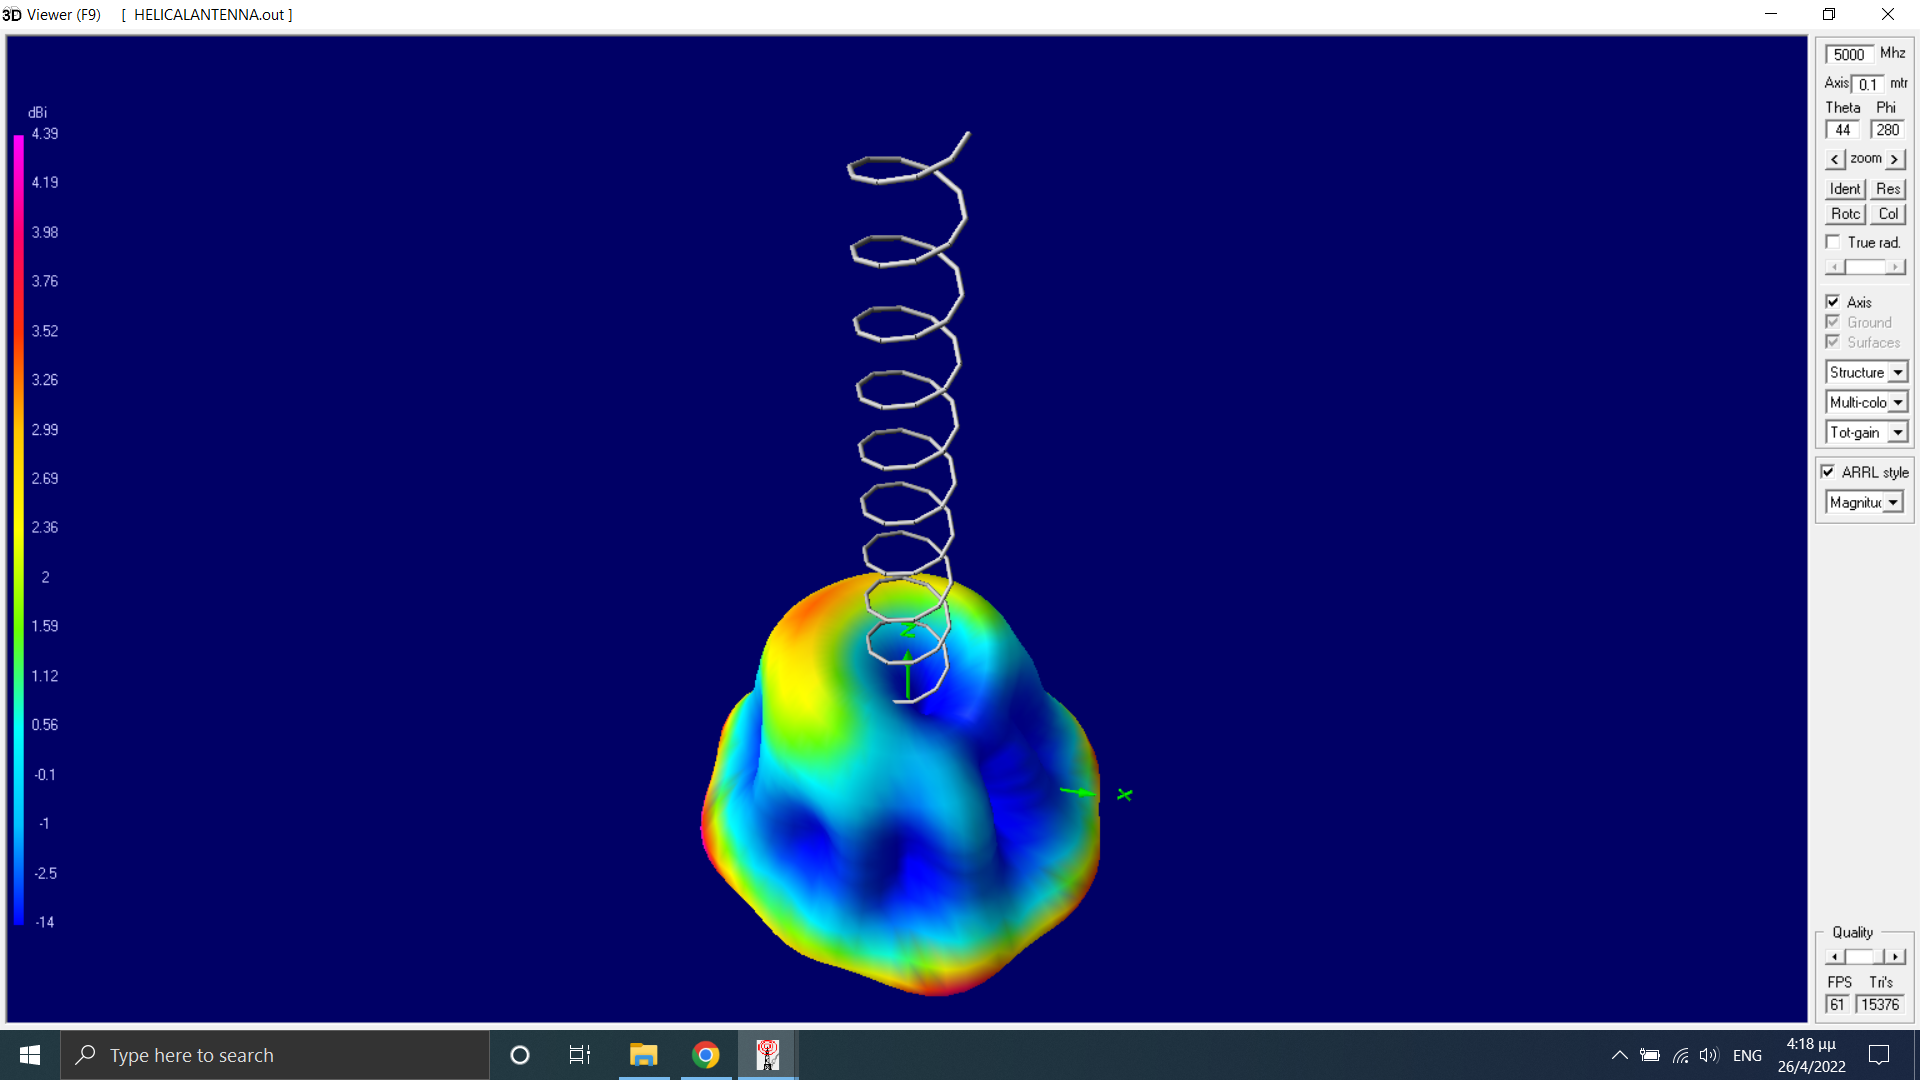 3D Viewer (F9) [ HELICALANTENNA.out ]
dBi
4.39
4.19
3.98
3.76
3.52
3.26
2.99
2.69
2.36
2
1.59
1.12
0.56
-0.1
-1
-2.5
-14
Z
X
5000 Mhz
Axis 0.1 mtr
Theta Phi
44 280
< zoom >
Ident Res
Rotc Col
True rad.
Axis
Ground
Surfaces
Structure
Multi-colo
Tot-gain
ARRL style
Magnituc
Quality
FPS Tri's
61 15376
Type here to search
ENG
4:18 μμ
26/4/2022